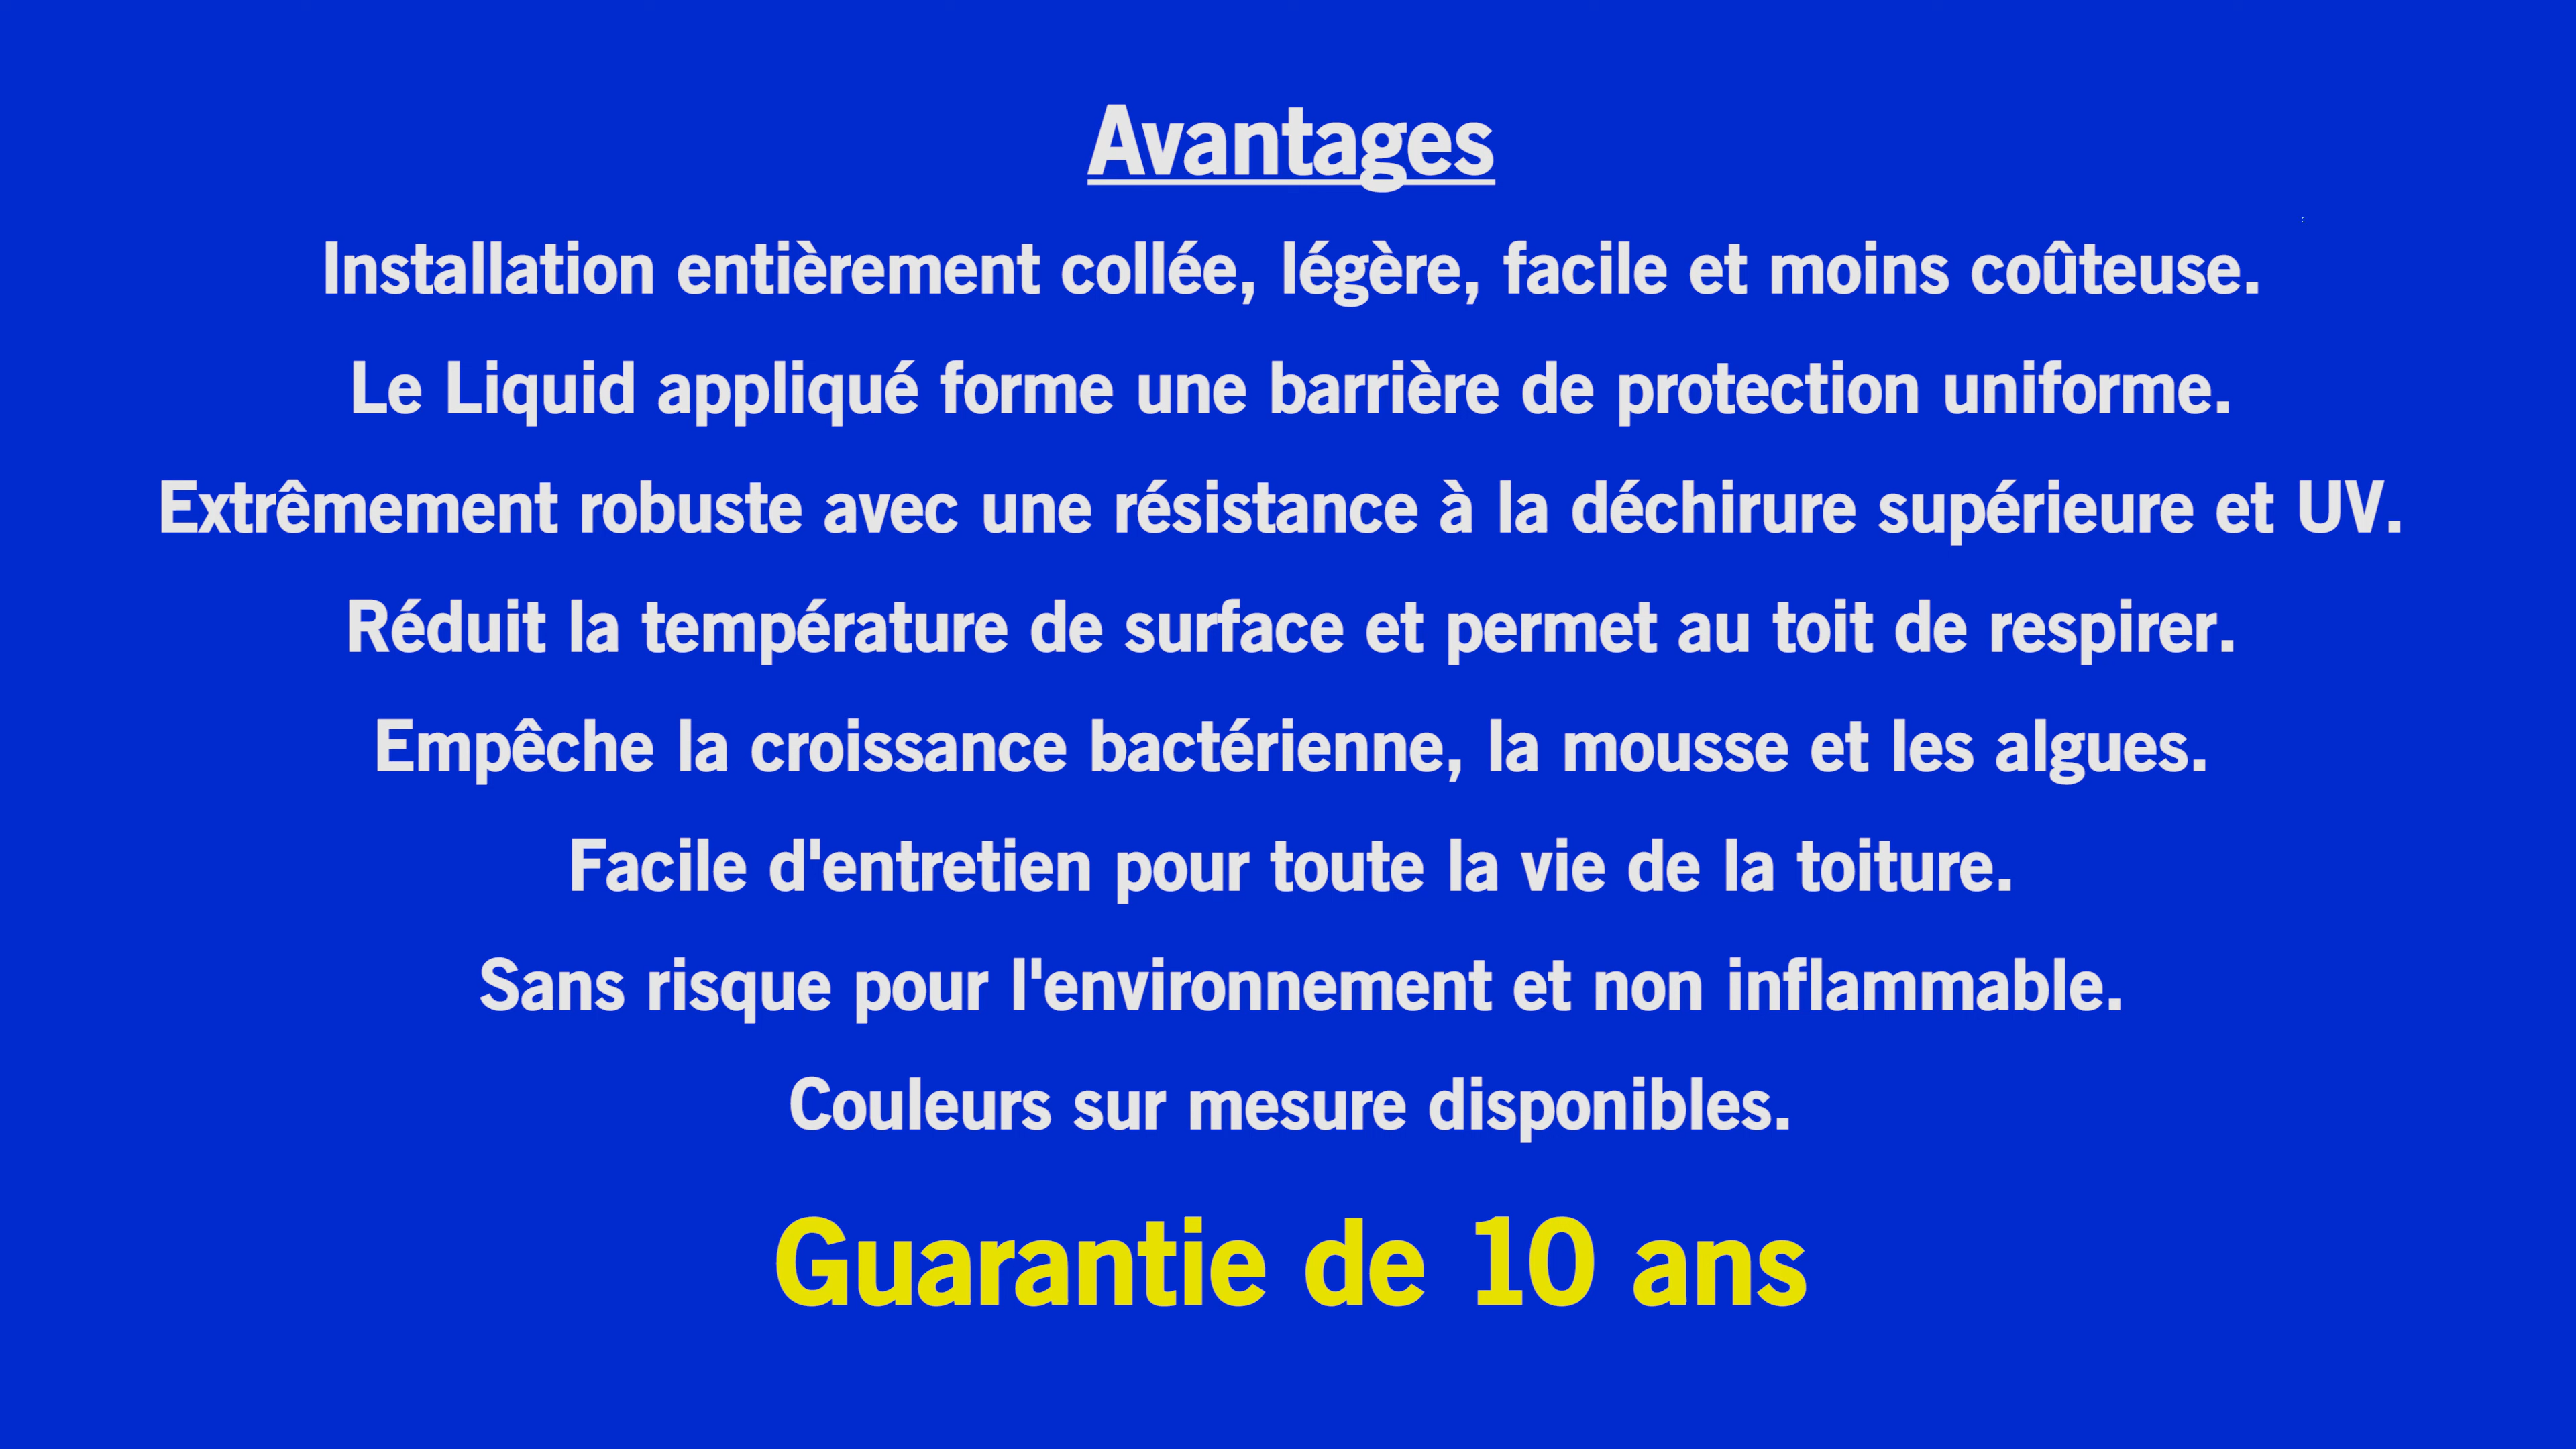 Avantages
Installation entièrement collée, légère, facile et moins coûteuse.
Le Liquid appliqué forme une barrière de protection uniforme.
Extrêmement robuste avec une résistance à la déchirure supérieure et UV.
Réduit la température de surface et permet au toit de respirer.
Empêche la croissance bactérienne, la mousse et les algues.
Facile d'entretien pour toute la vie de la toiture.
Sans risque pour l'environnement et non inflammable.
Couleurs sur mesure disponibles.
Guarantie de 10 ans